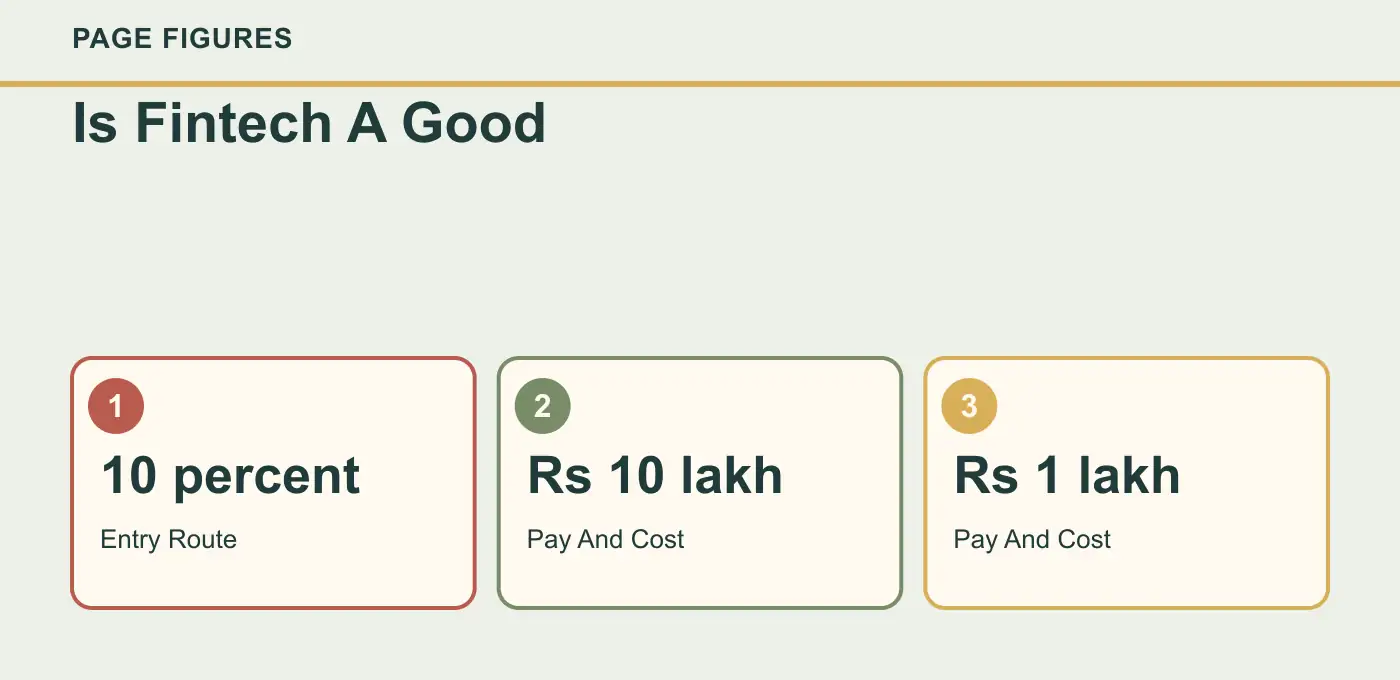 PAGE FIGURES
Is Fintech A Good
1
10 percent
Entry Route
2
Rs 10 lakh
Pay And Cost
3
Rs 1 lakh
Pay And Cost